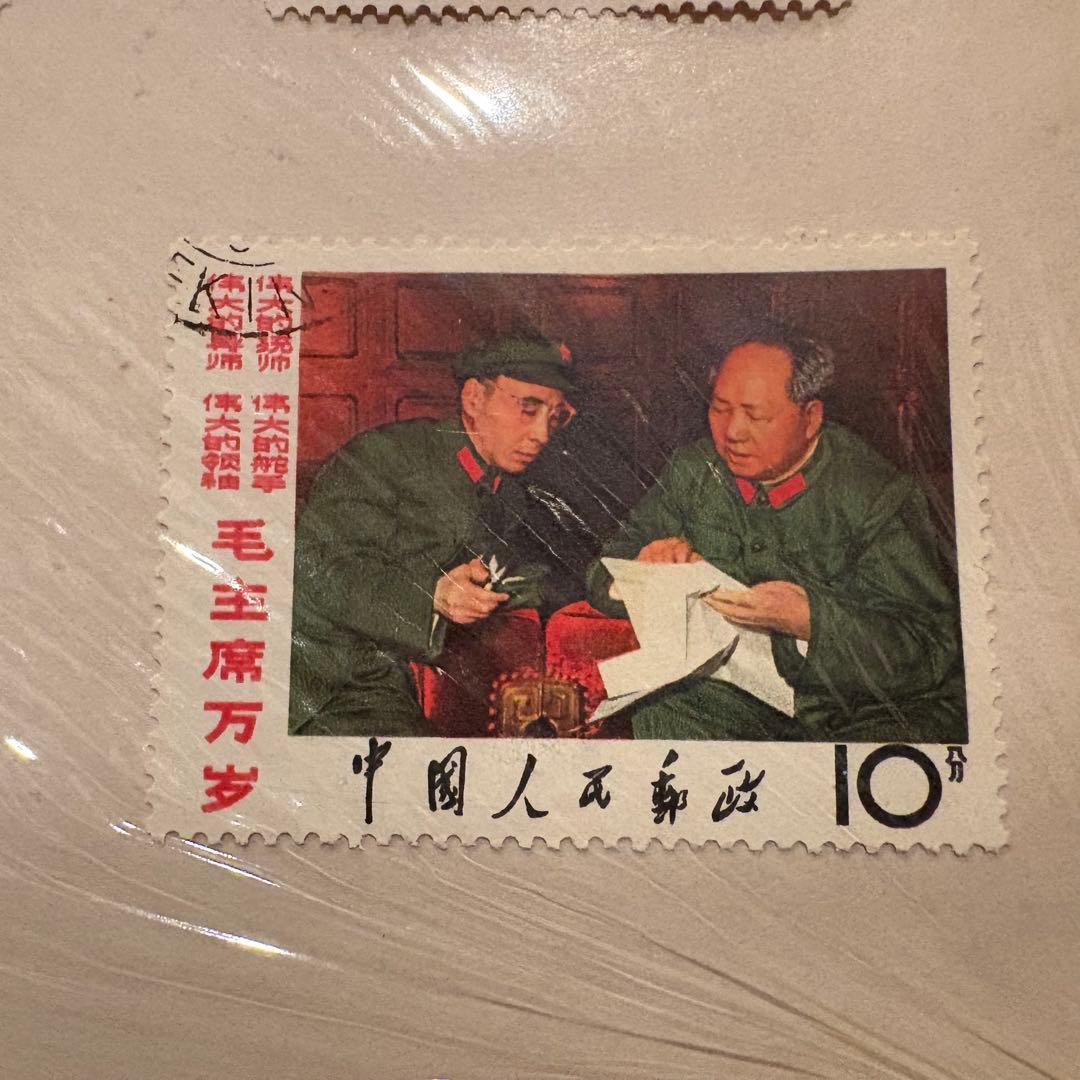 伟大的导师
伟大的领袖
伟大的统帅
伟大的舵手
毛主席万岁
中国人民邮政
10分